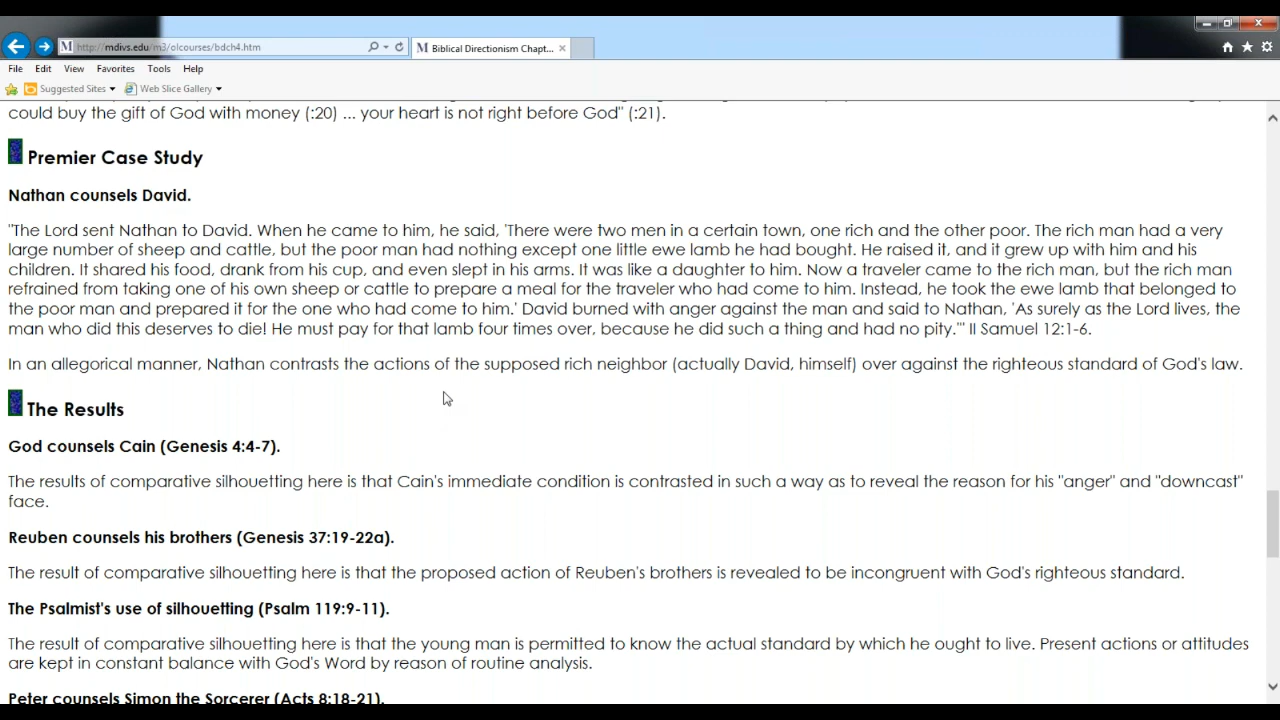 http://mdivs.edu/m3/olcourses/bdch4.htm
M Biblical Directionism Chapt...
File Edit View Favorites Tools Help
Suggested Sites Web Slice Gallery
could buy the gift of God with money (:20) ... your heart is not right before God" (:21).
Premier Case Study
Nathan counsels David.
"The Lord sent Nathan to David. When he came to him, he said, 'There were two men in a certain town, one rich and the other poor. The rich man had a very
large number of sheep and cattle, but the poor man had nothing except one little ewe lamb he had bought. He raised it, and it grew up with him and his
children. It shared his food, drank from his cup, and even slept in his arms. It was like a daughter to him. Now a traveler came to the rich man, but the rich man
refrained from taking one of his own sheep or cattle to prepare a meal for the traveler who had come to him. Instead, he took the ewe lamb that belonged to
the poor man and prepared it for the one who had come to him.' David burned with anger against the man and said to Nathan, 'As surely as the Lord lives, the
man who did this deserves to die! He must pay for that lamb four times over, because he did such a thing and had no pity.'" II Samuel 12:1-6.
In an allegorical manner, Nathan contrasts the actions of the supposed rich neighbor (actually David, himself) over against the righteous standard of God's law.
The Results
God counsels Cain (Genesis 4:4-7).
The results of comparative silhouetting here is that Cain's immediate condition is contrasted in such a way as to reveal the reason for his "anger" and "downcast"
face.
Reuben counsels his brothers (Genesis 37:19-22a).
The result of comparative silhouetting here is that the proposed action of Reuben's brothers is revealed to be incongruent with God's righteous standard.
The Psalmist's use of silhouetting (Psalm 119:9-11).
The result of comparative silhouetting here is that the young man is permitted to know the actual standard by which he ought to live. Present actions or attitudes
are kept in constant balance with God's Word by reason of routine analysis.
Peter counsels Simon the Sorcerer (Acts 8:18-21).